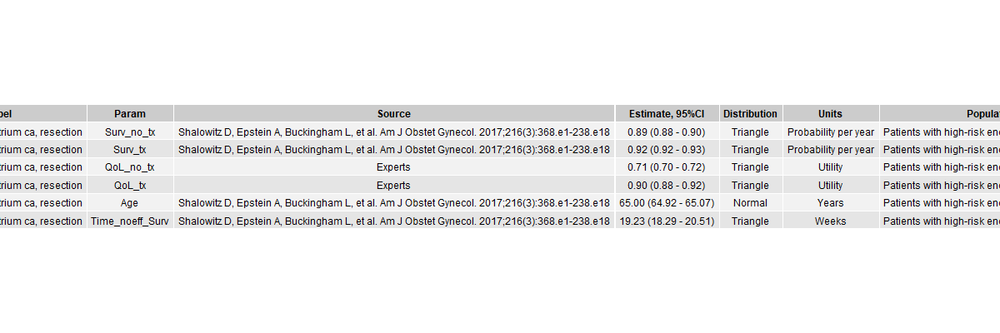 bel Param Source Estimate, 95%CI Distribution Units Populat
trium ca, resection Surv_no_tx Shalowitz D, Epstein A, Buckingham L, et al. Am J Obstet Gynecol. 2017;216(3):368.e1-238.e18 0.89 (0.88 - 0.90) Triangle Probability per year Patients with high-risk en
trium ca, resection Surv_tx Shalowitz D, Epstein A, Buckingham L, et al. Am J Obstet Gynecol. 2017;216(3):368.e1-238.e18 0.92 (0.92 - 0.93) Triangle Probability per year Patients with high-risk en
trium ca, resection QoL_no_tx Experts 0.71 (0.70 - 0.72) Triangle Utility Patients with high-risk en
trium ca, resection QoL_tx Experts 0.90 (0.88 - 0.92) Triangle Utility Patients with high-risk en
trium ca, resection Age Shalowitz D, Epstein A, Buckingham L, et al. Am J Obstet Gynecol. 2017;216(3):368.e1-238.e18 65.00 (64.92 - 65.07) Normal Years Patients with high-risk en
trium ca, resection Time_noeff_Surv Shalowitz D, Epstein A, Buckingham L, et al. Am J Obstet Gynecol. 2017;216(3):368.e1-238.e18 19.23 (18.29 - 20.51) Triangle Weeks Patients with high-risk en